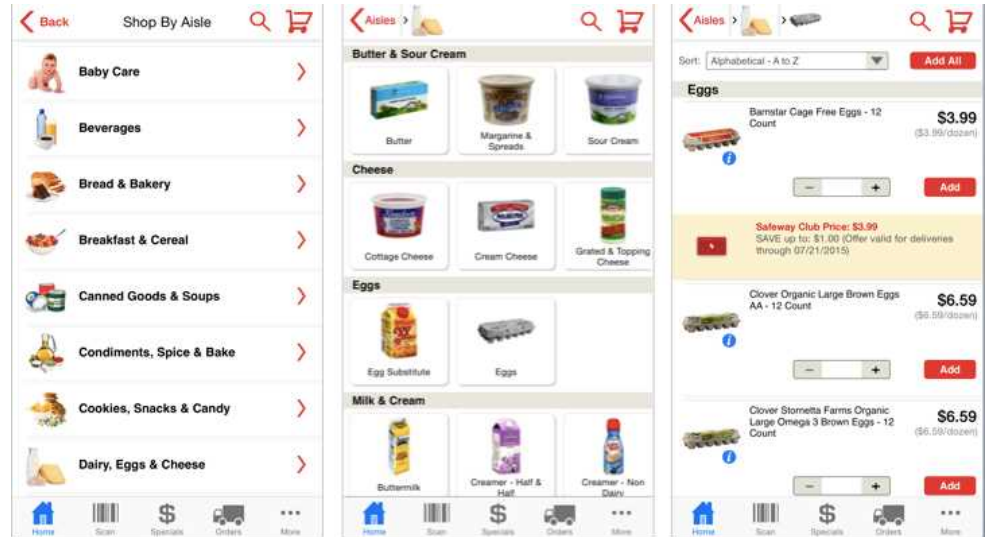 Back
Shop By Aisle
Baby Care
Beverages
Bread & Bakery
Breakfast & Cereal
Canned Goods & Soups
Condiments, Spice & Bake
Cookies, Snacks & Candy
Dairy, Eggs & Cheese
Home
Scan
Specials
Orders
More
Aisles
Butter & Sour Cream
Butter
Margarine &
Spreads
Sour Cream
Cheese
Cottage Cheese
Cream Cheese
Grated & Topping
Cheese
Eggs
Egg Substitute
Eggs
Milk & Cream
Buttermilk
Creamer - Half &
Half
Creamer - Non
Dairy
Home
Scan
Specials
Orders
More
Aisles
Sort:
Alphabetical - A to Z
Add All
Eggs
Barnstar Cage Free Eggs - 12
Count
$3.99
($3.99/dozen)
Add
Safeway Club Price: $3.99
SAVE up to: $1.00 (Offer valid for deliveries
through 07/21/2015)
Clover Organic Large Brown Eggs
AA - 12 Count
$6.59
($6.59/dozen)
Add
Clover Stornetta Farms Organic
Large Omega 3 Brown Eggs - 12
Count
$6.59
($6.59/dozen)
Add
Home
Scan
Specials
Orders
More